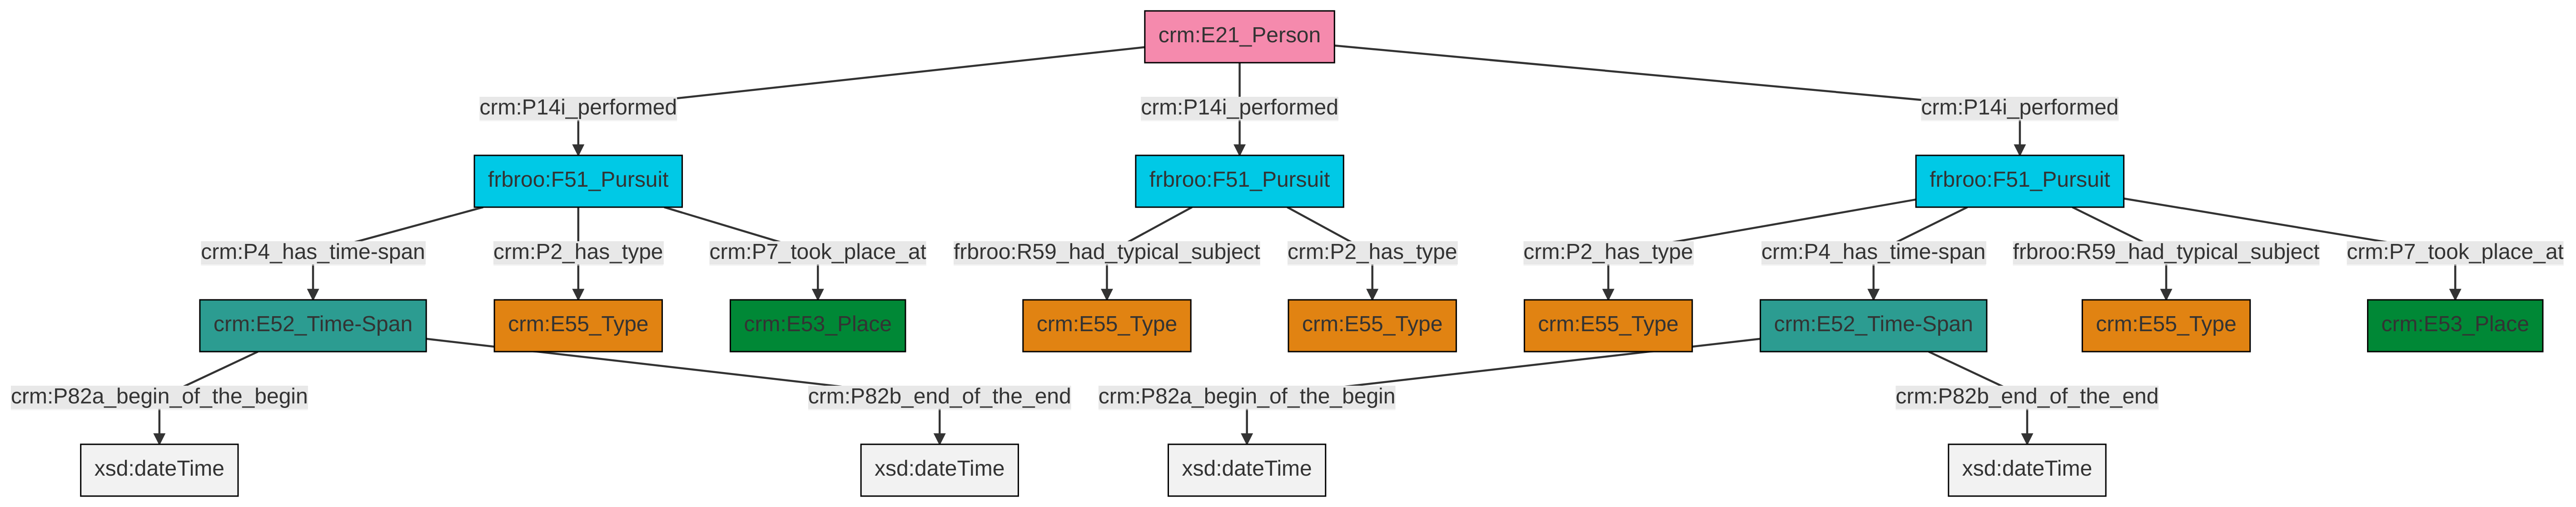 crm:E21_Person
crm:P14i_performed
crm:P14i_performed
crm:P14i_performed
frbroo:F51_Pursuit
frbroo:F51_Pursuit
frbroo:F51_Pursuit
crm:P4_has_time-span
crm:P2_has_type
crm:P7_took_place_at
frbroo:R59_had_typical_subject
crm:P2_has_type
crm:P2_has_type
crm:P4_has_time-span
frbroo:R59_had_typical_subject
crm:P7_took_place_at
crm:E52_Time-Span
crm:E55_Type
crm:E53_Place
crm:E55_Type
crm:E55_Type
crm:E55_Type
crm:E52_Time-Span
crm:E55_Type
crm:E53_Place
crm:P82a_begin_of_the_begin
crm:P82b_end_of_the_end
crm:P82a_begin_of_the_begin
crm:P82b_end_of_the_end
xsd:dateTime
xsd:dateTime
xsd:dateTime
xsd:dateTime